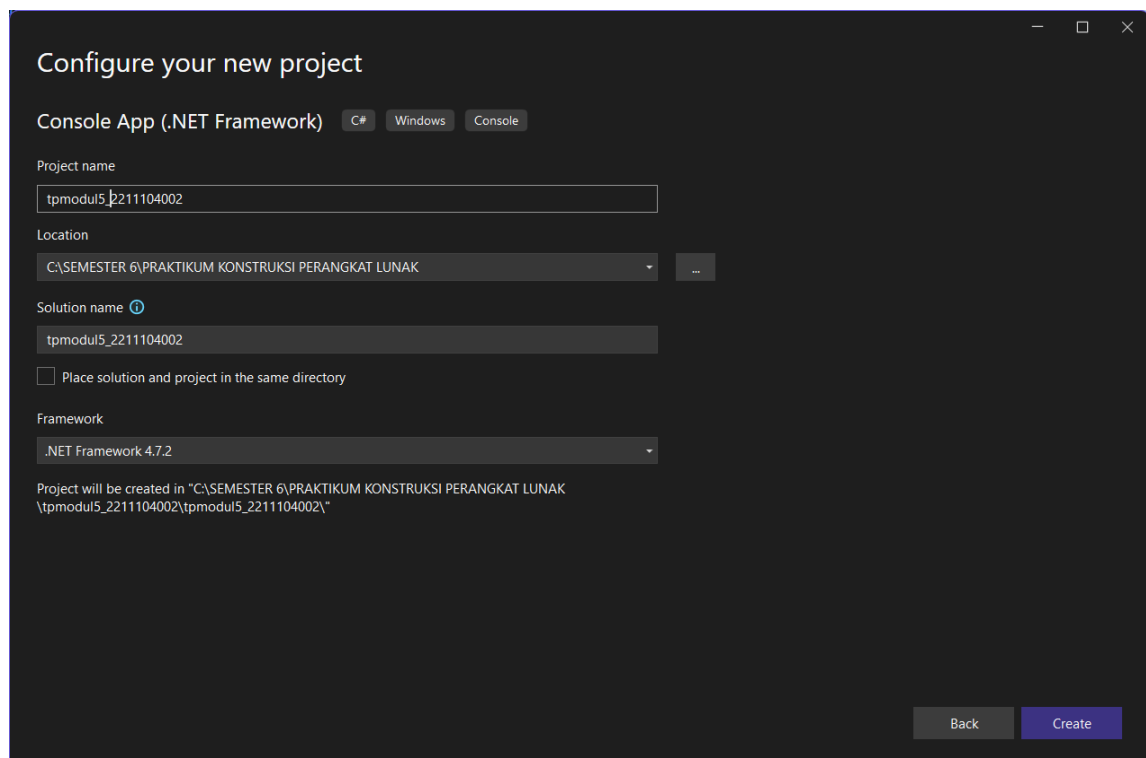 Configure your new project
Console App (.NET Framework) C# Windows Console
Project name
tpmodul5_2211104002
Location
C:\SEMESTER 6\PRAKTIKUM KONSTRUKSI PERANGKAT LUNAK
...
Solution name
tpmodul5_2211104002
Place solution and project in the same directory
Framework
.NET Framework 4.7.2
Project will be created in "C:\SEMESTER 6\PRAKTIKUM KONSTRUKSI PERANGKAT LUNAK
\tpmodul5_2211104002\tpmodul5_2211104002\"
Back Create